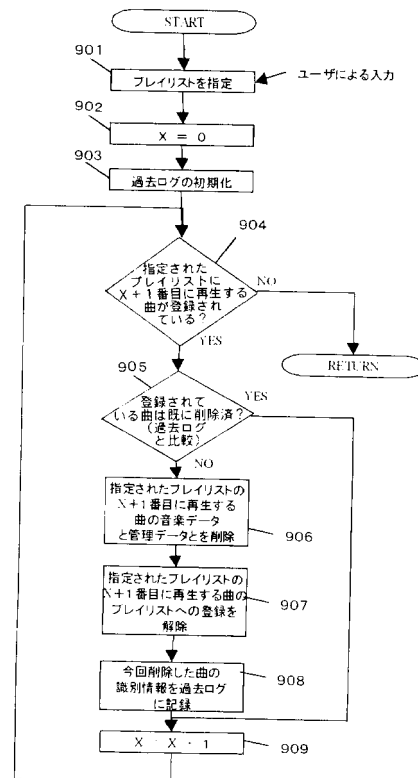 START
901
プレイリストを指定
ユーザによる入力
902
X = 0
903
過去ログの初期化
904
指定された
プレイリストに
X+1番目に再生する
曲が登録され
ている?
NO
YES
RETURN
905
登録されて
いる曲は既に削除済?
(過去ログ
と比較)
YES
NO
指定されたプレイリストの
X+1番目に再生する
曲の音楽データ
と管理データとを削除
906
指定されたプレイリストの
X+1番目に再生する曲の
プレイリストへの登録を
解除
907
今回削除した曲の
識別情報を過去ログ
に記録
908
X X 1
909